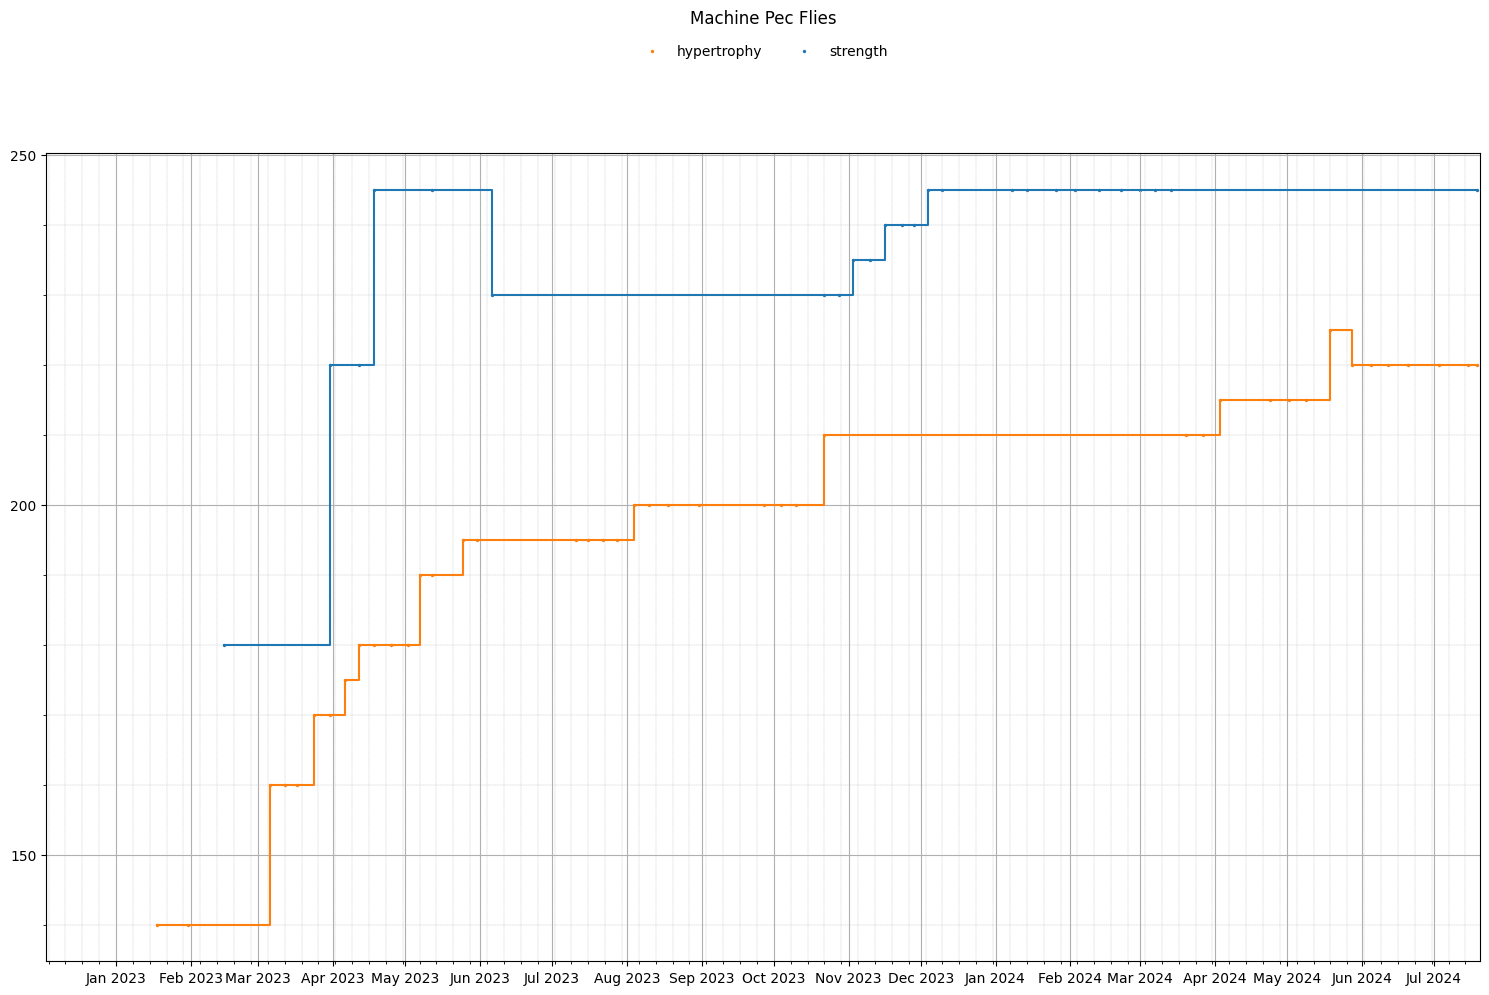 Machine Pec Flies
hypertrophy strength
250
200
150
Jan 2023 Feb 2023 Mar 2023 Apr 2023 May 2023 Jun 2023 Jul 2023 Aug 2023 Sep 2023 Oct 2023 Nov 2023 Dec 2023 Jan 2024 Feb 2024 Mar 2024 Apr 2024 May 2024 Jun 2024 Jul 2024